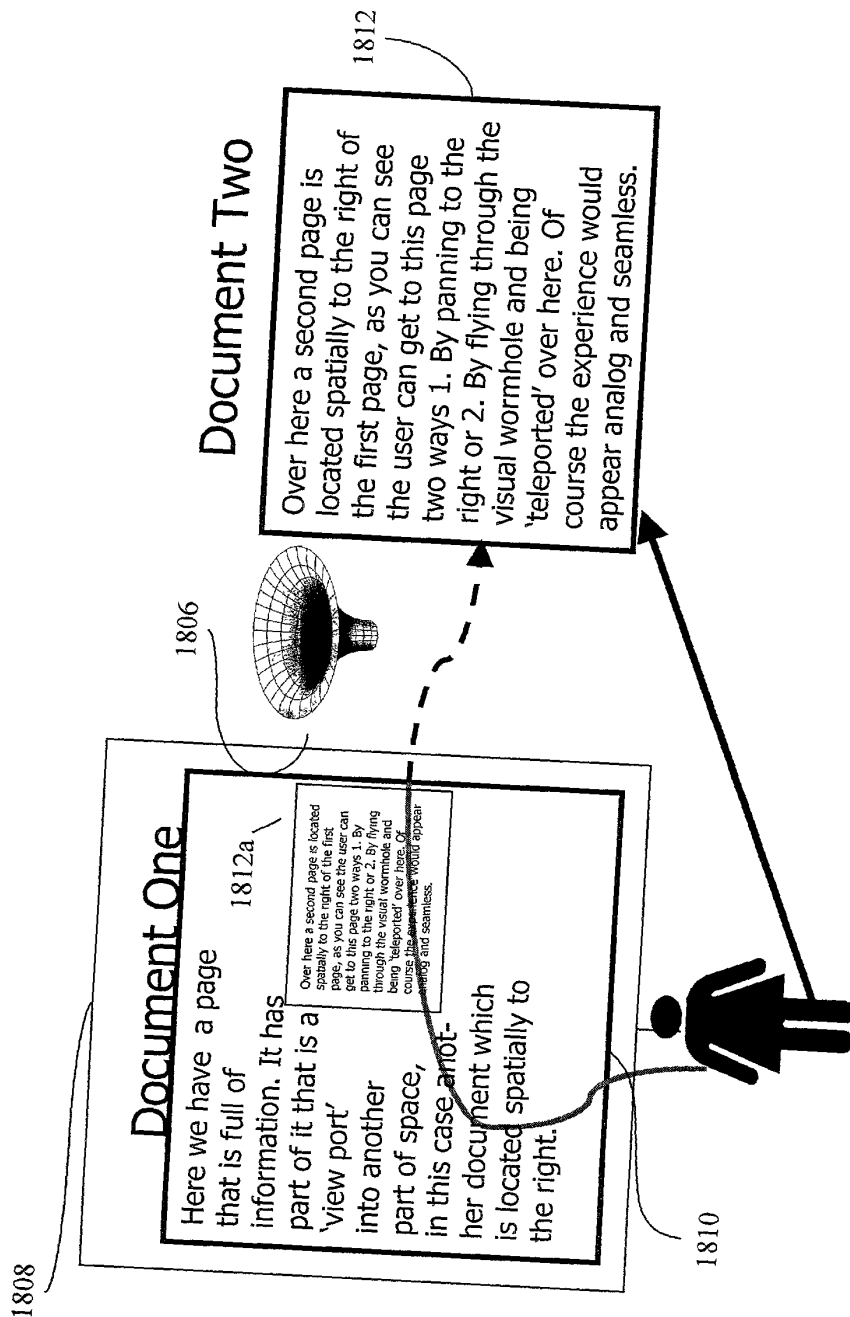 1808
Document One
Here we have a page
that is full of
information. It has
part of it that is a
'view port'
into another
part of space,
in this case anot-
her document which
is located spatially to
the right.
1812a
Over here a second page is located
spatially to the right of the first
page, as you can see the user can
get to this page two ways 1. By
panning to the right or 2. By flying
through the visual wormhole and
being 'teleported' over here. Of
course the experience would appear
analog and seamless.
1806
1810
Document Two
1812
Over here a second page is
located spatially to the right of
the first page, as you can see
the user can get to this page
two ways 1. By panning to the
right or 2. By flying through the
visual wormhole and being
'teleported' over here. Of
course the experience would
appear analog and seamless.